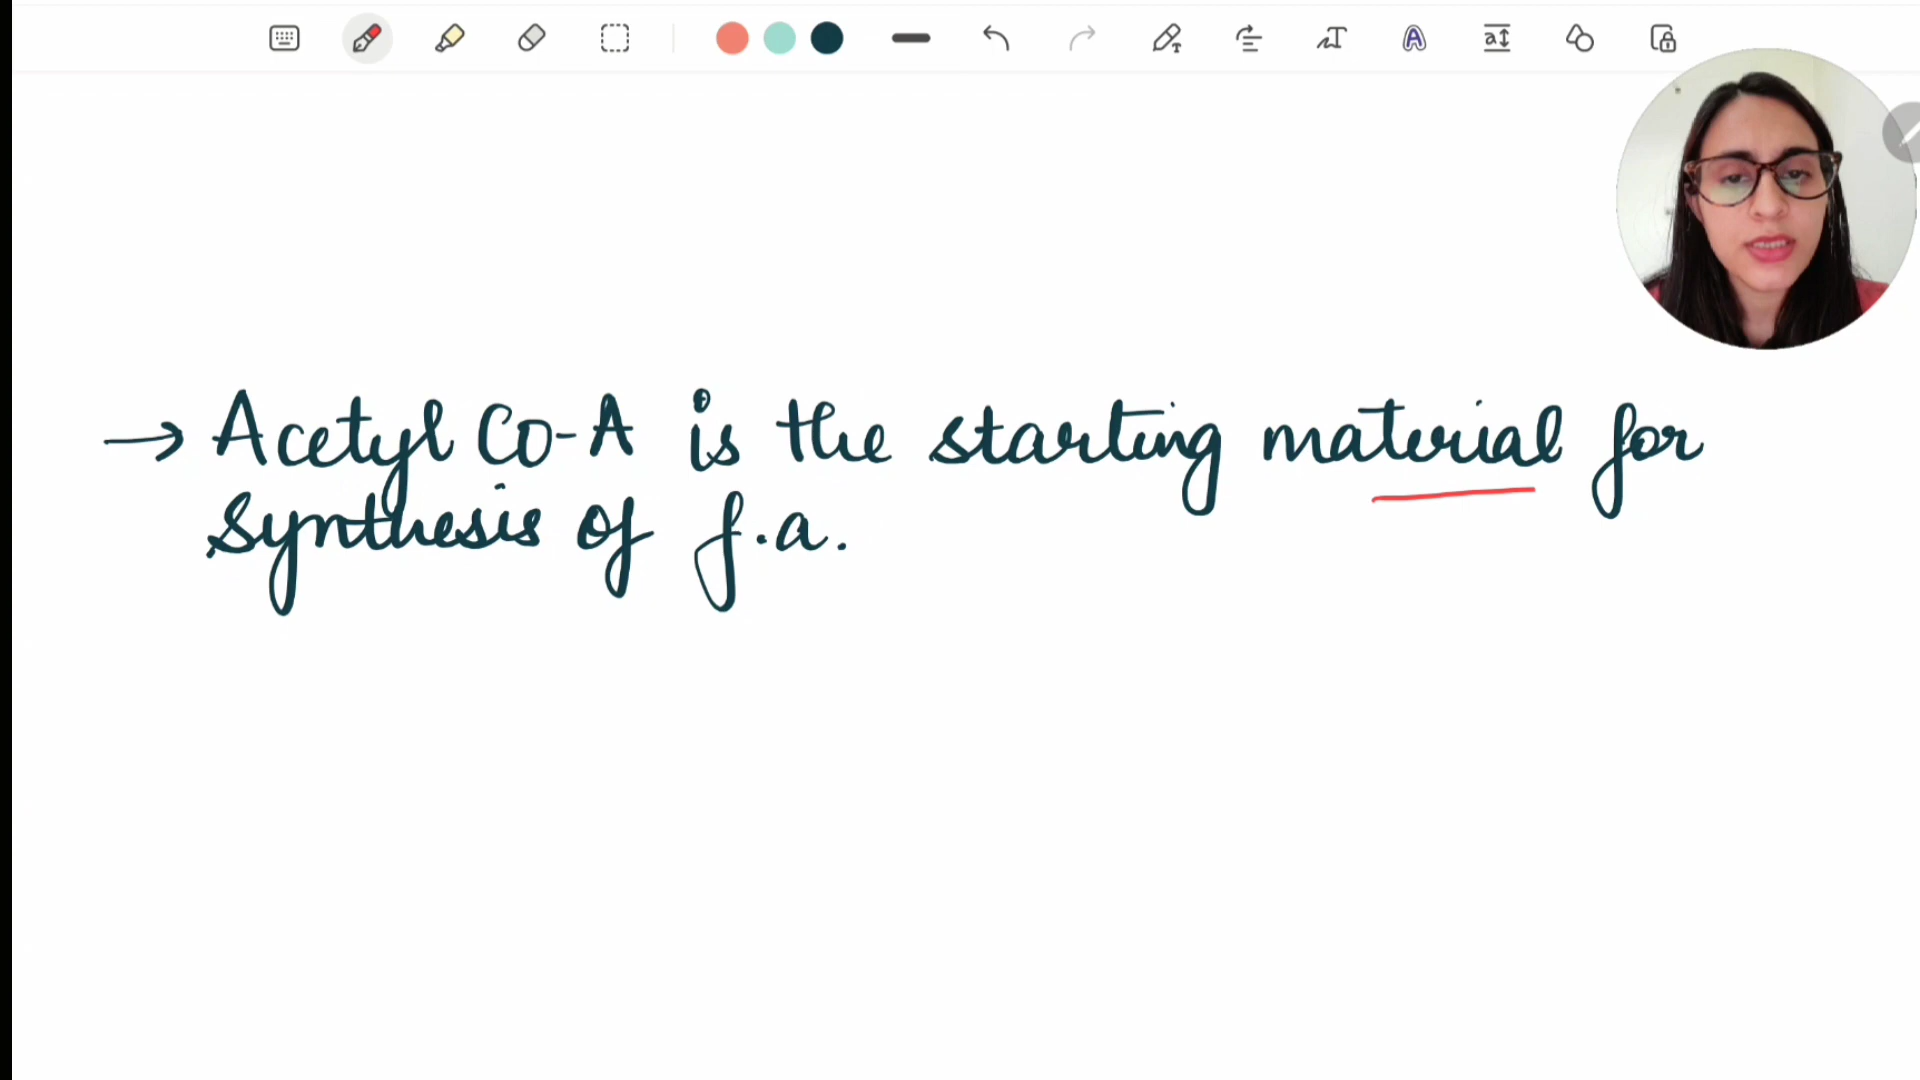 → Acetyl Co-A is the starting material for
synthesis of f.a.